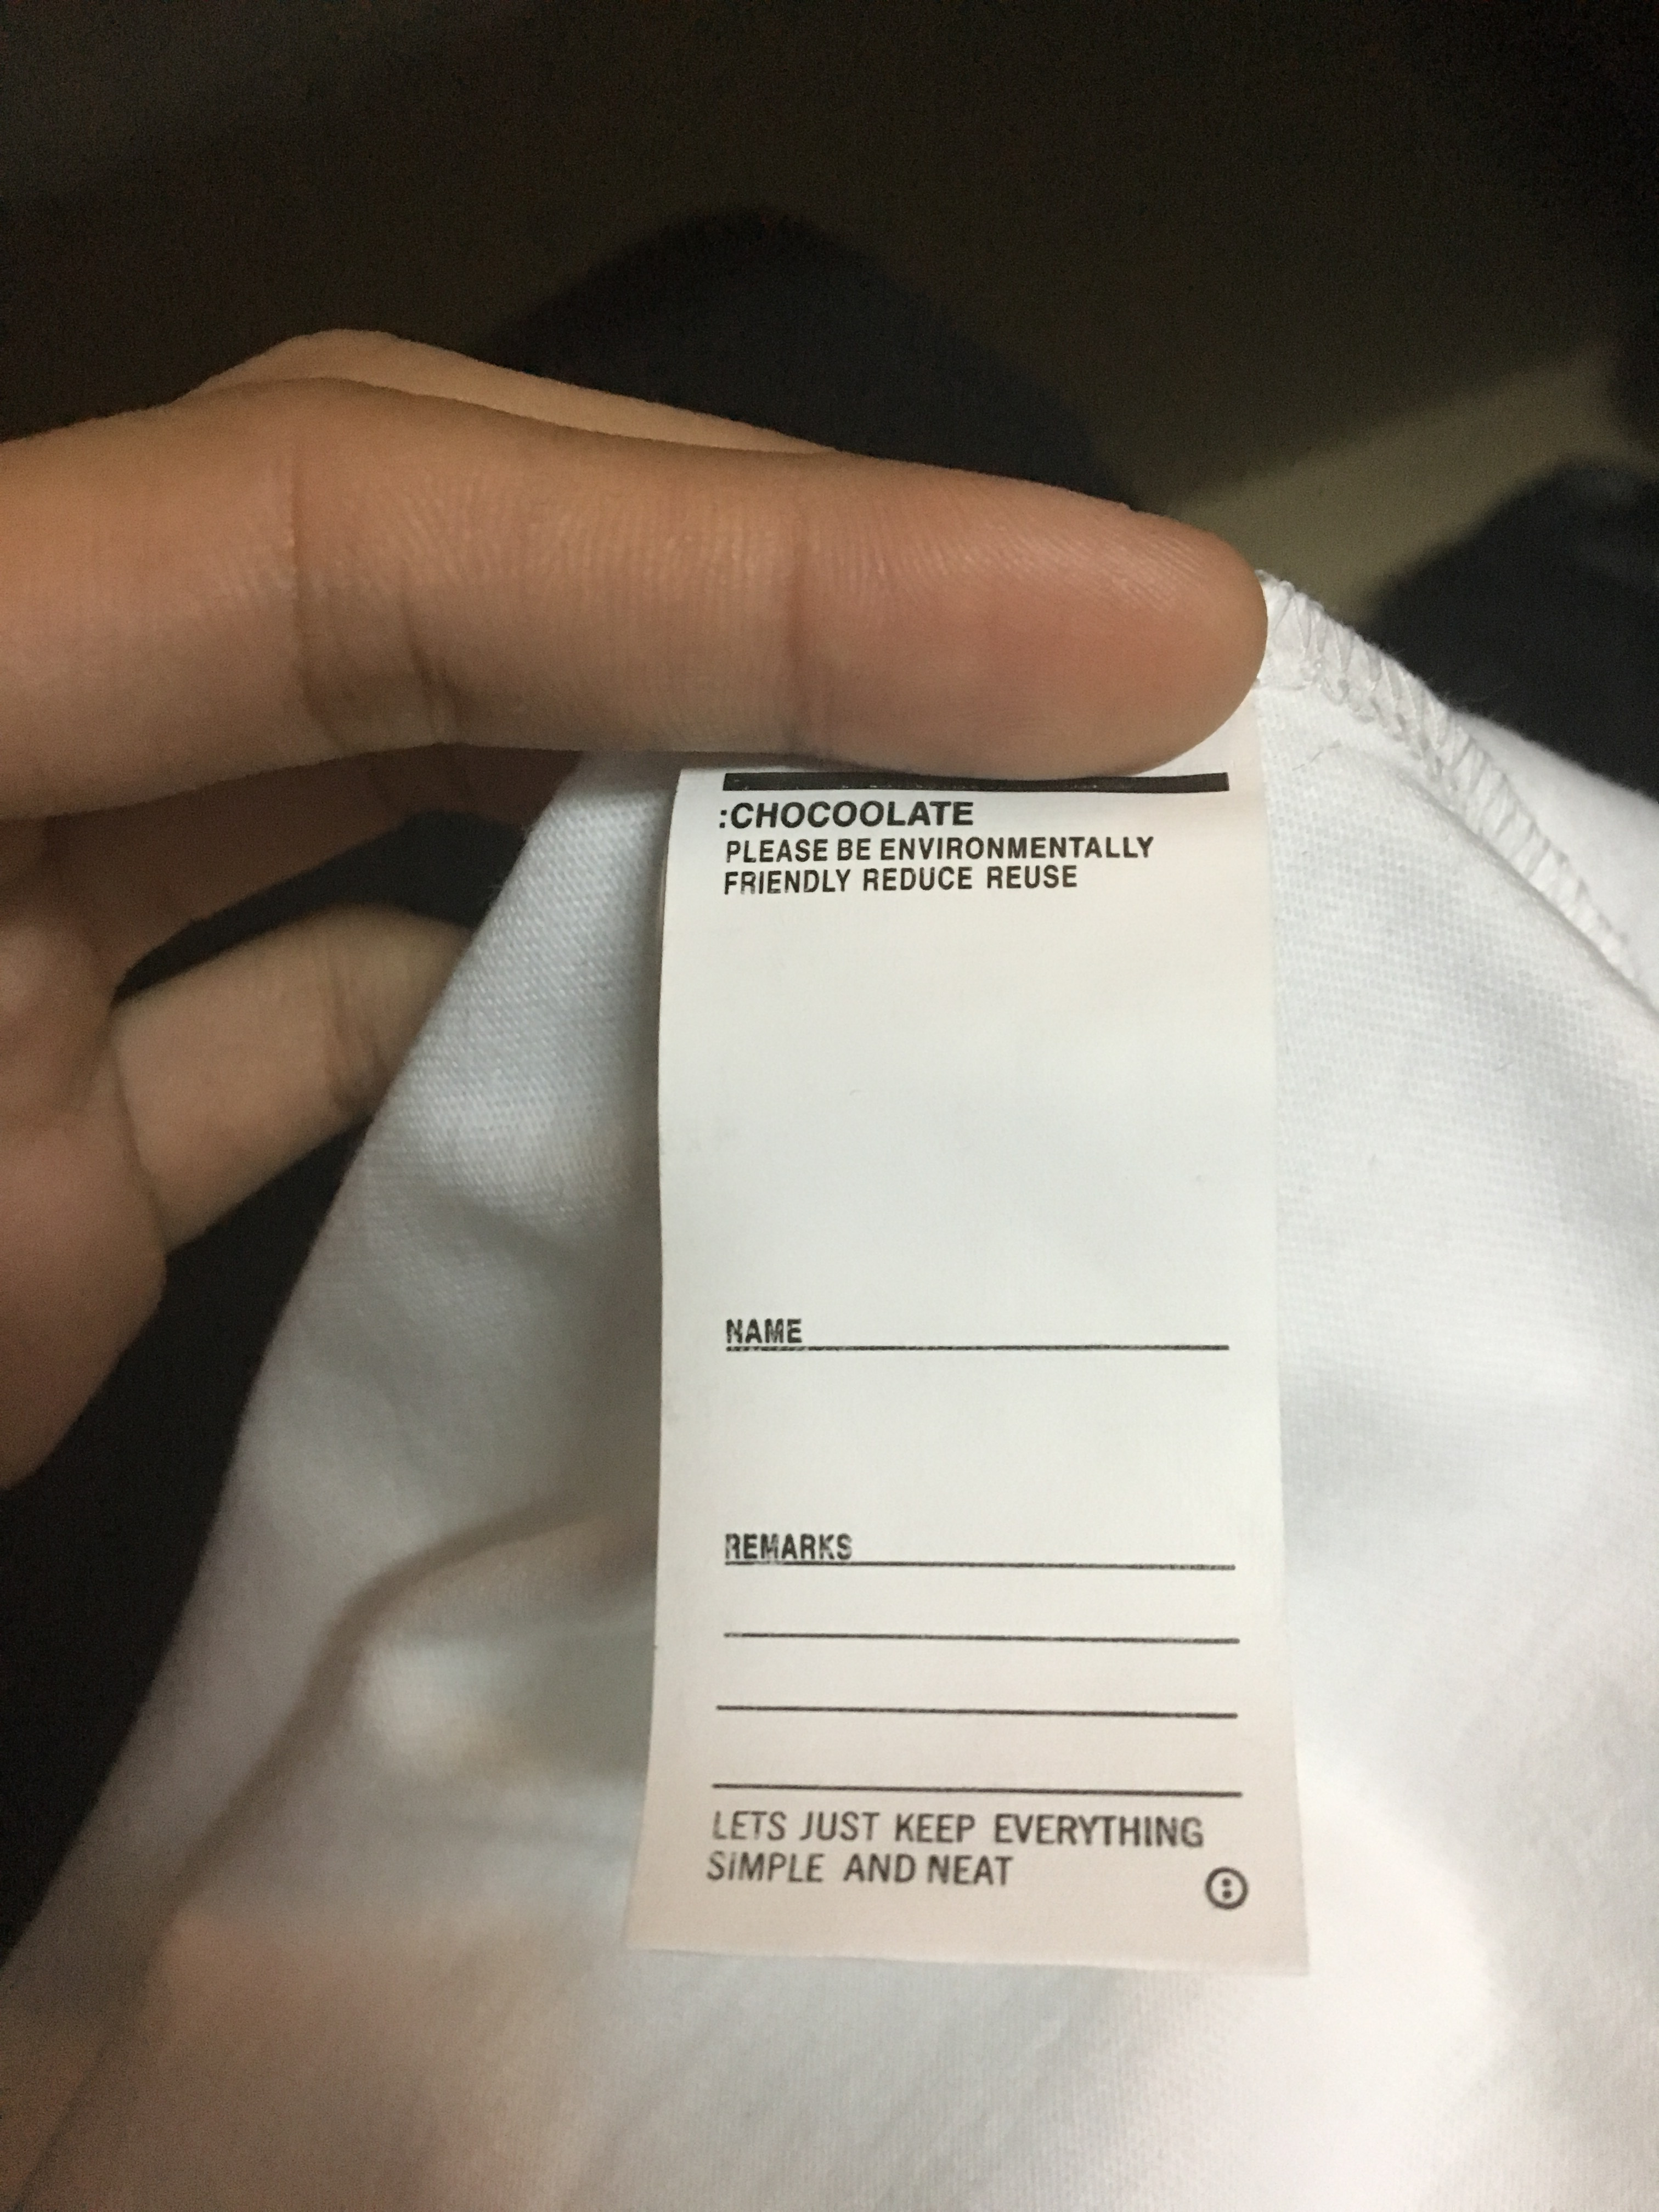 :CHOCOOLATE
PLEASE BE ENVIRONMENTALLY
FRIENDLY REDUCE REUSE
NAME
REMARKS
LETS JUST KEEP EVERYTHING
SIMPLE AND NEAT